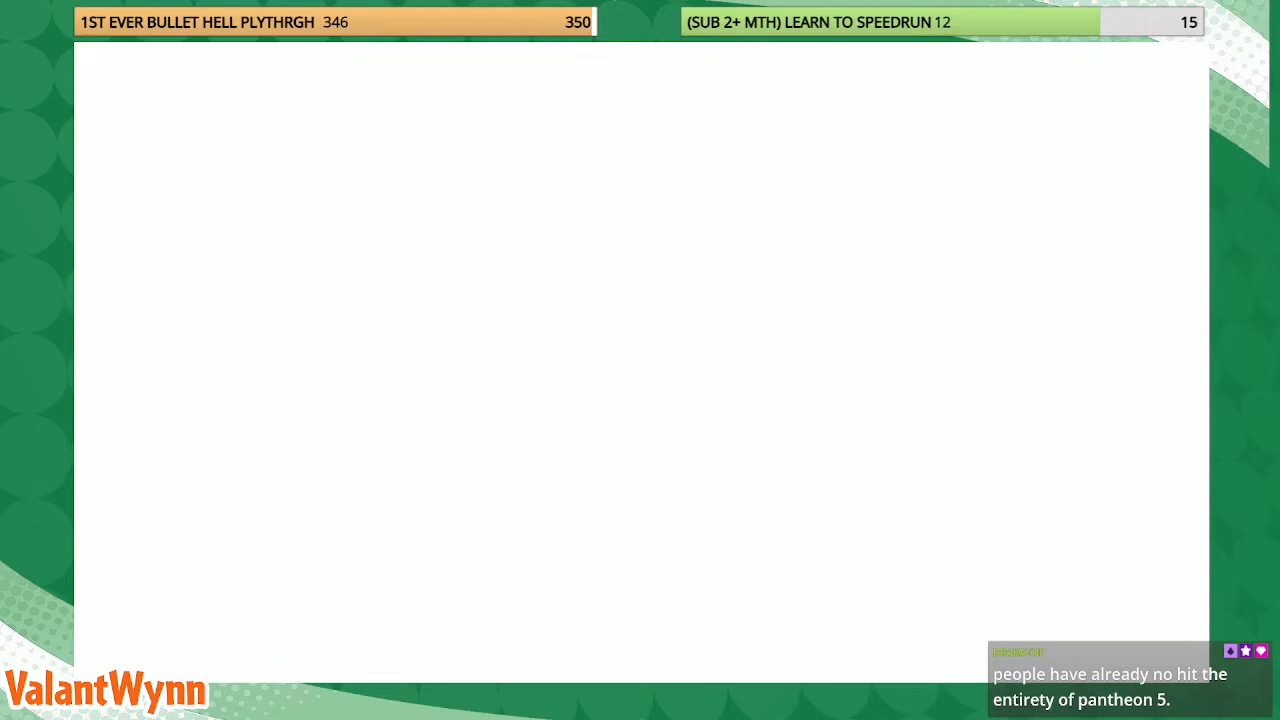 1ST EVER BULLET HELL PLYTHRGH 346 350
(SUB 2+ MTH) LEARN TO SPEEDRUN 12 15
people have already no hit the
entirety of pantheon 5.
ValantWynn